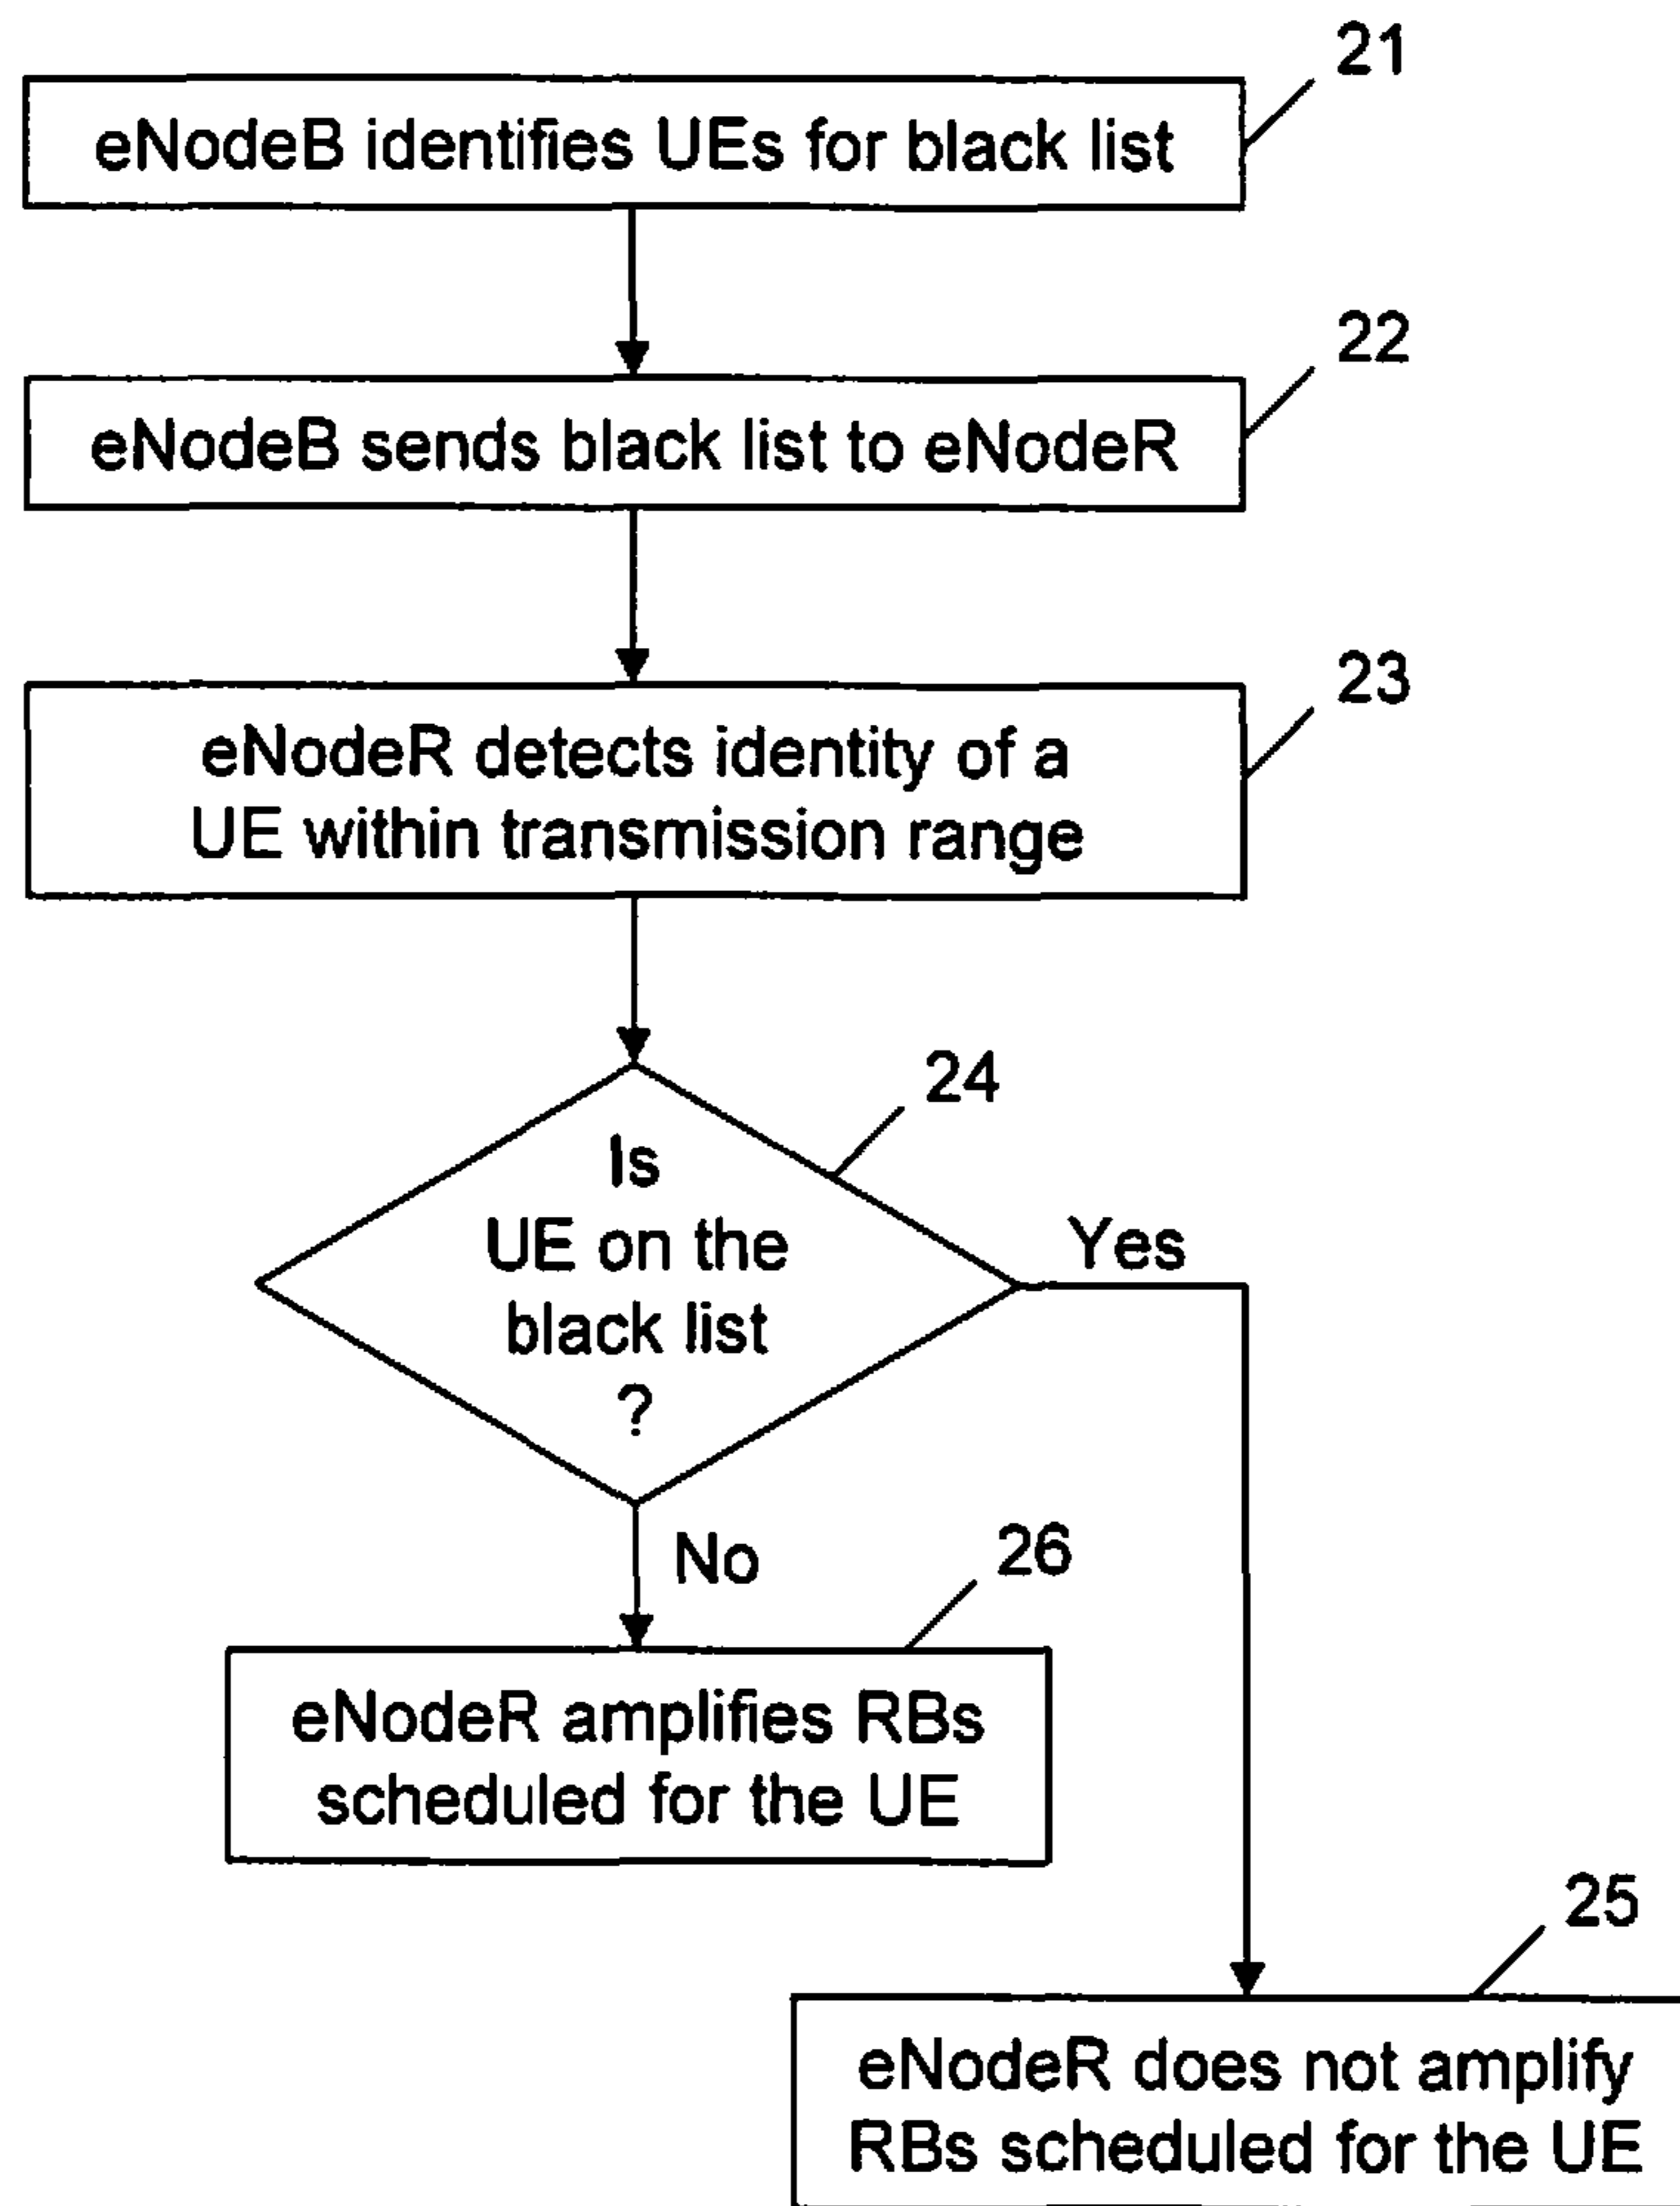 21
eNodeB identifies UEs for black list
22
eNodeB sends black list to eNodeR
23
eNodeR detects identity of a
UE within transmission range
24
Is
UE on the
black list
?
Yes
No
26
eNodeR amplifies RBs
scheduled for the UE
25
eNodeR does not amplify
RBs scheduled for the UE